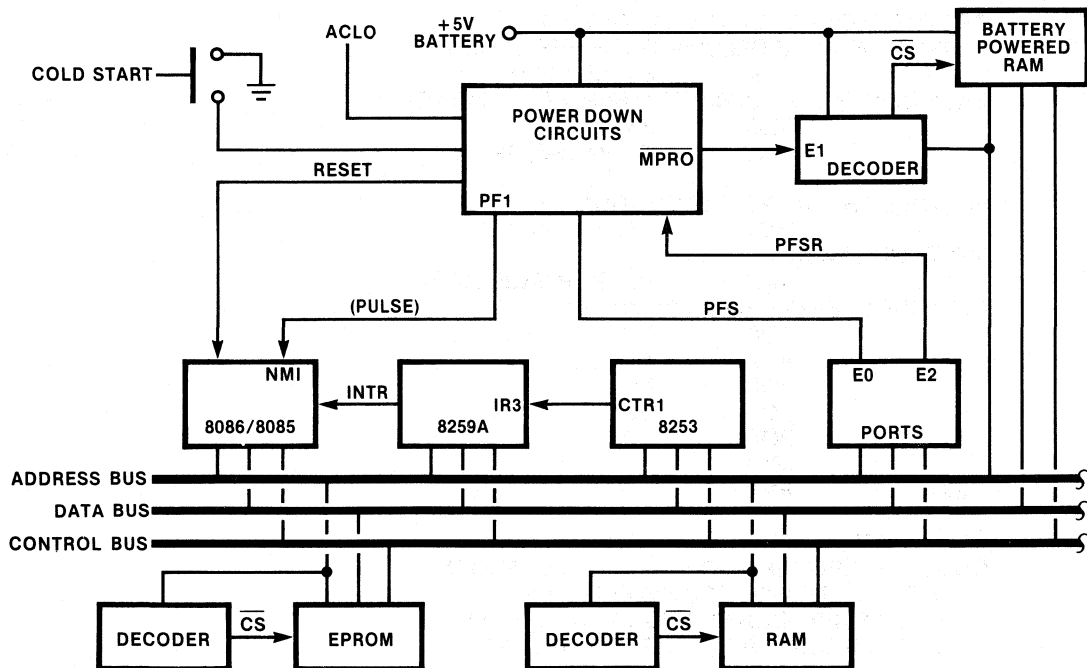 ACLO
+5V
BATTERY
BATTERY
POWERED
RAM
CS
COLD START
POWER DOWN
CIRCUITS
MPRO
E1
DECODER
RESET
PF1
PFSR
(PULSE)
PFS
NMI
INTR
IR3
CTR1
E0 E2
8086/8085
8259A
8253
PORTS
ADDRESS BUS
DATA BUS
CONTROL BUS
DECODER
CS
EPROM
DECODER
CS
RAM